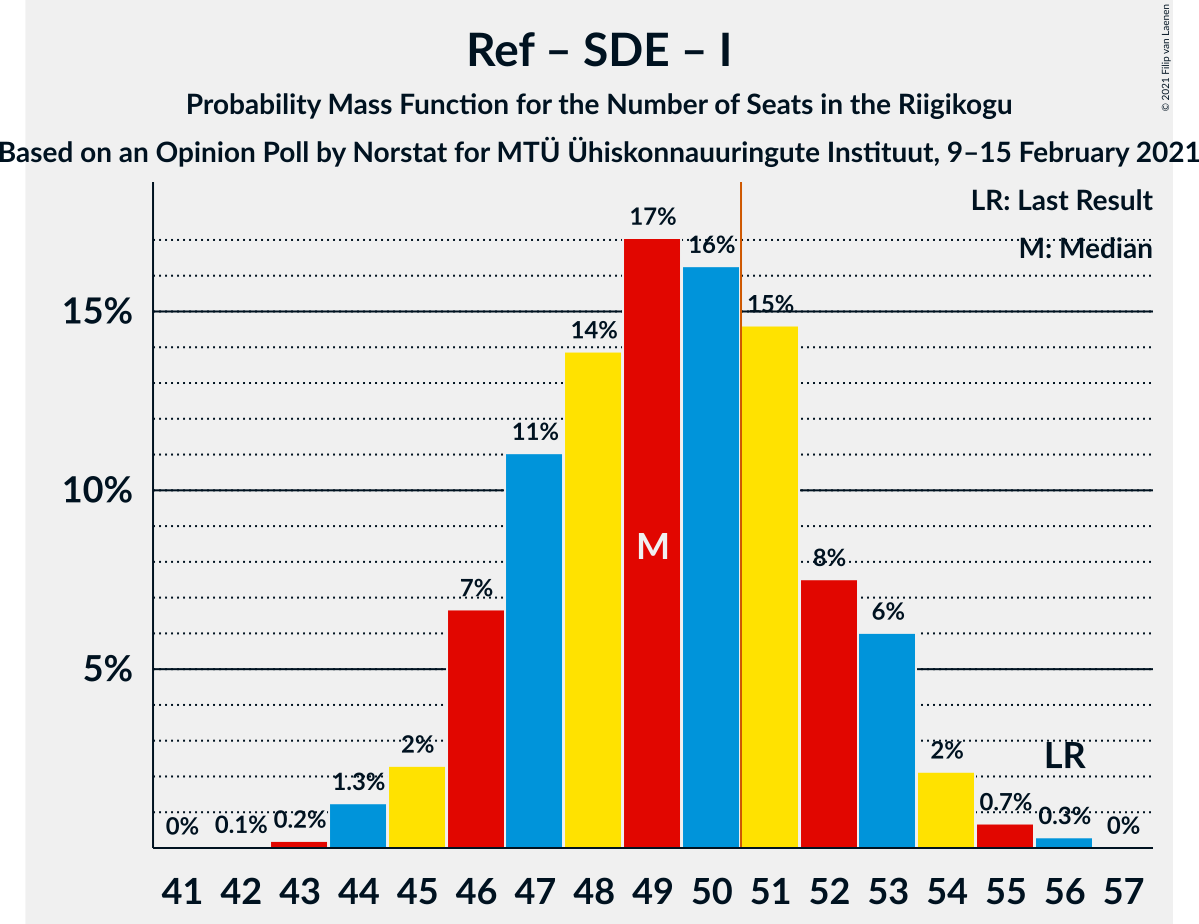 Ref – SDE – I
Probability Mass Function for the Number of Seats in the Riigikogu
Based on an Opinion Poll by Norstat for MTÜ Ühiskonnauuringute Instituut, 9–15 February 2021
© 2021 Filip van Laenen
LR: Last Result
M: Median
15%
10%
5%
0%
0.1%
0.2%
1.3%
2%
7%
11%
14%
17%
16%
15%
8%
6%
2%
0.7%
0.3%
0%
M
LR
41 42 43 44 45 46 47 48 49 50 51 52 53 54 55 56 57